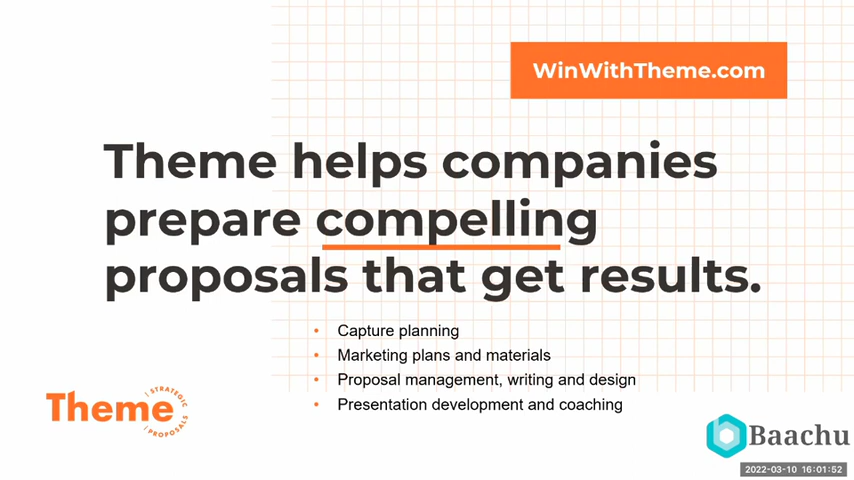 WinWithTheme.com
Theme helps companies
prepare compelling
proposals that get results.
• Capture planning
• Marketing plans and materials
• Proposal management, writing and design
• Presentation development and coaching
Theme
| STRATEGIC
| PROPOSALS
Baachu
2022-03-10 16:01:52